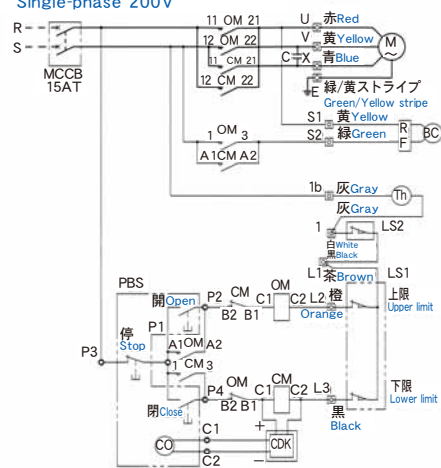 Single-phase 200V
R
S
MCCB
15AT
11 OM 21
12 OM 22
11 CM 21
12 CM 22
U 赤Red
V 黄Yellow
C X 青Blue
M
E
緑/黄ストライプ
Green/Yellow stripe
S1 黄Yellow
S2 緑Green
RF
BC
1 OM 3
A1CM A2
1b 灰Gray
Th
灰Gray
1
LS2
白White
黒Black
L1茶Brown
LS1
PBS
開Open
P2 CM
B2 B1
OM
C1 C2 L2 橙
Orange
上限
Upper limit
停
Stop
P1
A1OM A2
1 CM 3
P3
閉Close
P4 OM
B2 B1
CM
C1 C2 L3
黒
Black
下限
Lower limit
+
−
CDK
CO
C1
C2